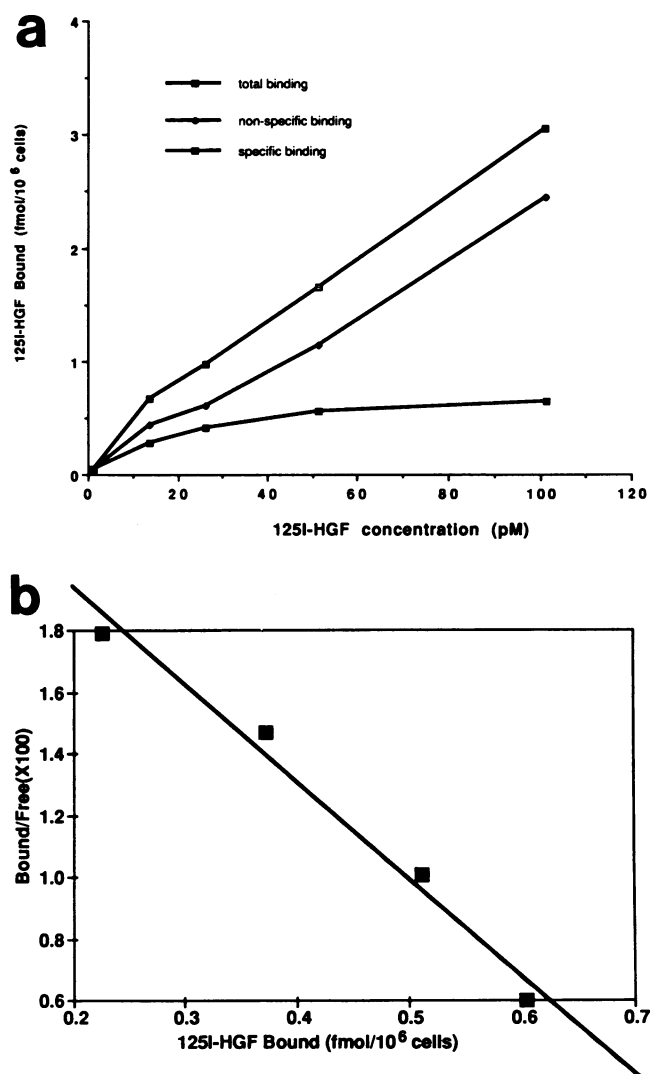 a
4
3
2
1
0
125I-HGF Bound (fmol/10⁶ cells)
total binding
non-specific binding
specific binding
0 20 40 60 80 100 120
125I-HGF concentration (pM)
b
1.8
1.6
1.4
1.2
1.0
0.8
0.6
Bound/Free(X100)
0.2 0.3 0.4 0.5 0.6 0.7
125I-HGF Bound (fmol/10⁶ cells)